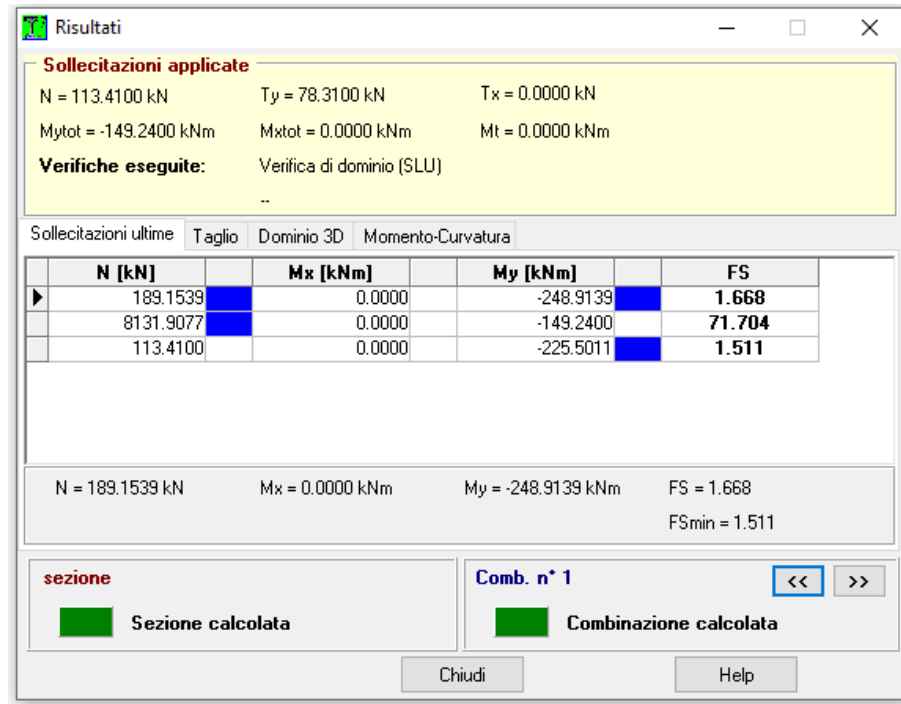 Risultati
Sollecitazioni applicate
N = 113.4100 kN Ty = 78.3100 kN Tx = 0.0000 kN
Mytot = -149.2400 kNm Mxtot = 0.0000 kNm Mt = 0.0000 kNm
Verifiche eseguite: Verifica di dominio (SLU)
--
Sollecitazioni ultime Taglio Dominio 3D Momento-Curvatura
N [kN] Mx [kNm] My [kNm] FS
189.1539 0.0000 -248.9139 1.668
8131.9077 0.0000 -149.2400 71.704
113.4100 0.0000 -225.5011 1.511
N = 189.1539 kN Mx = 0.0000 kNm My = -248.9139 kNm FS = 1.668
FSmin = 1.511
sezione Comb. n° 1 << >>
Sezione calcolata Combinazione calcolata
Chiudi Help